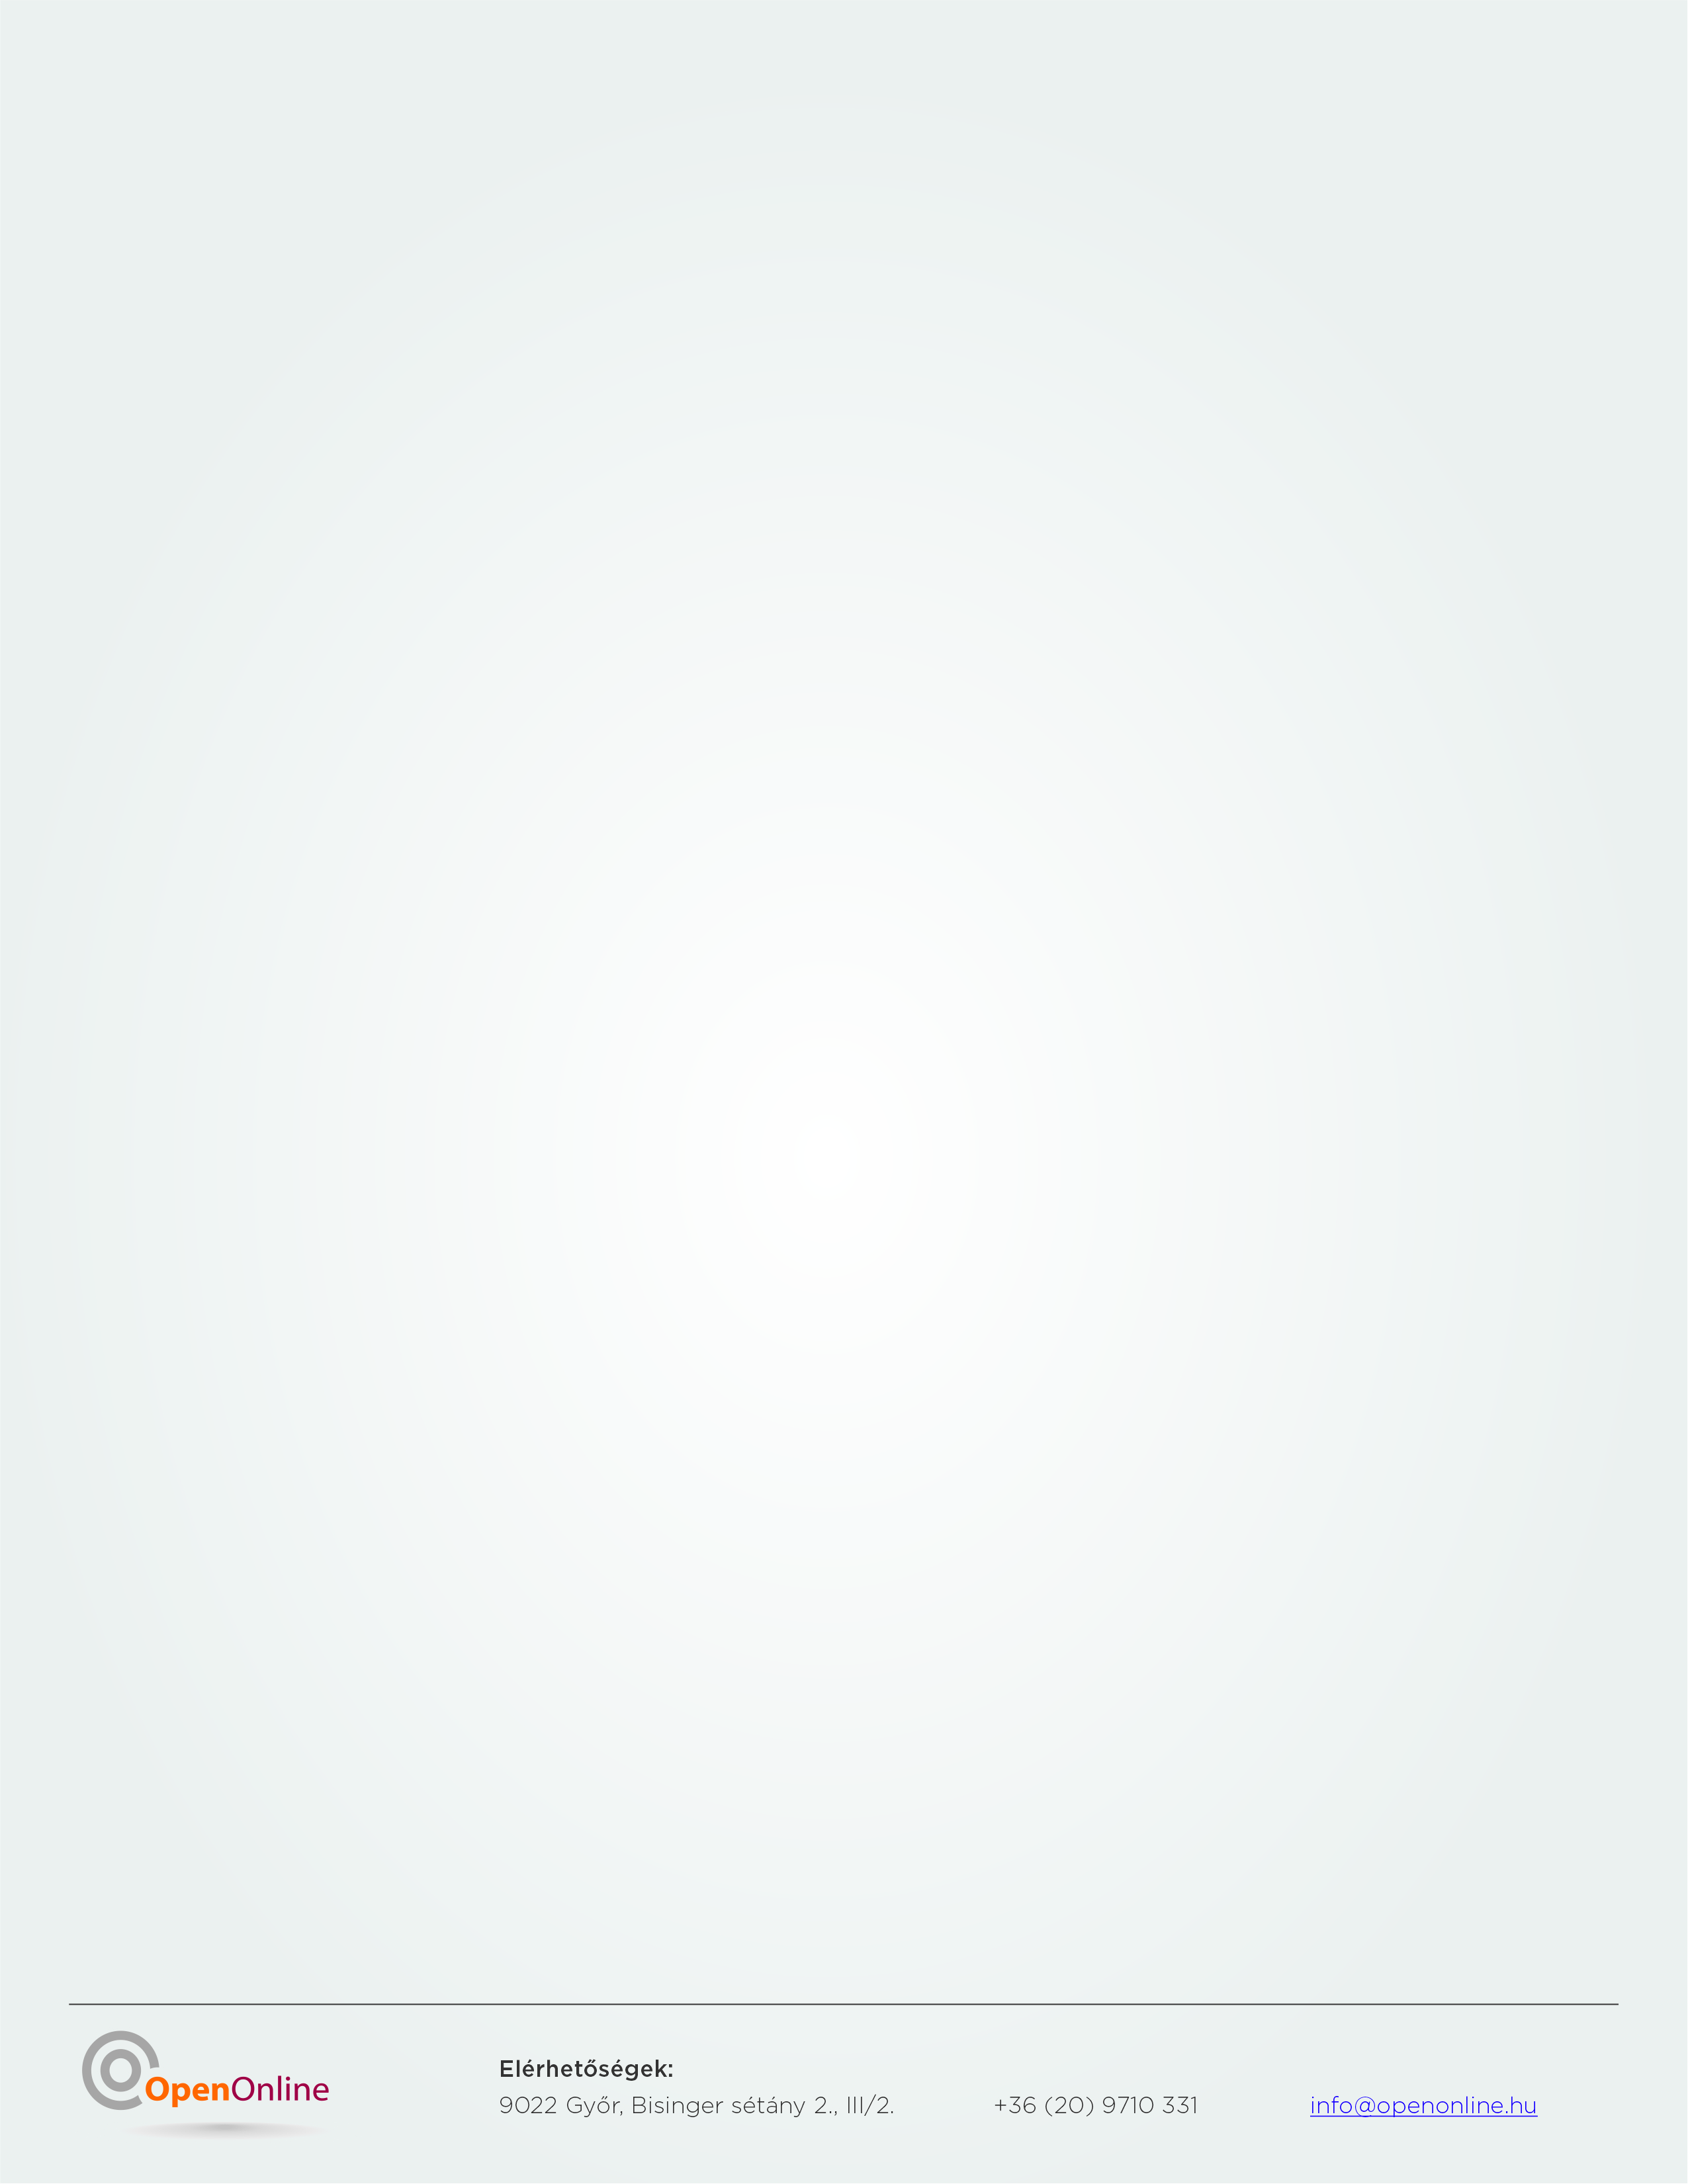 OpenOnline
Elérhetőségek:
9022 Győr, Bisinger sétány 2., III/2. +36 (20) 9710 331 info@openonline.hu